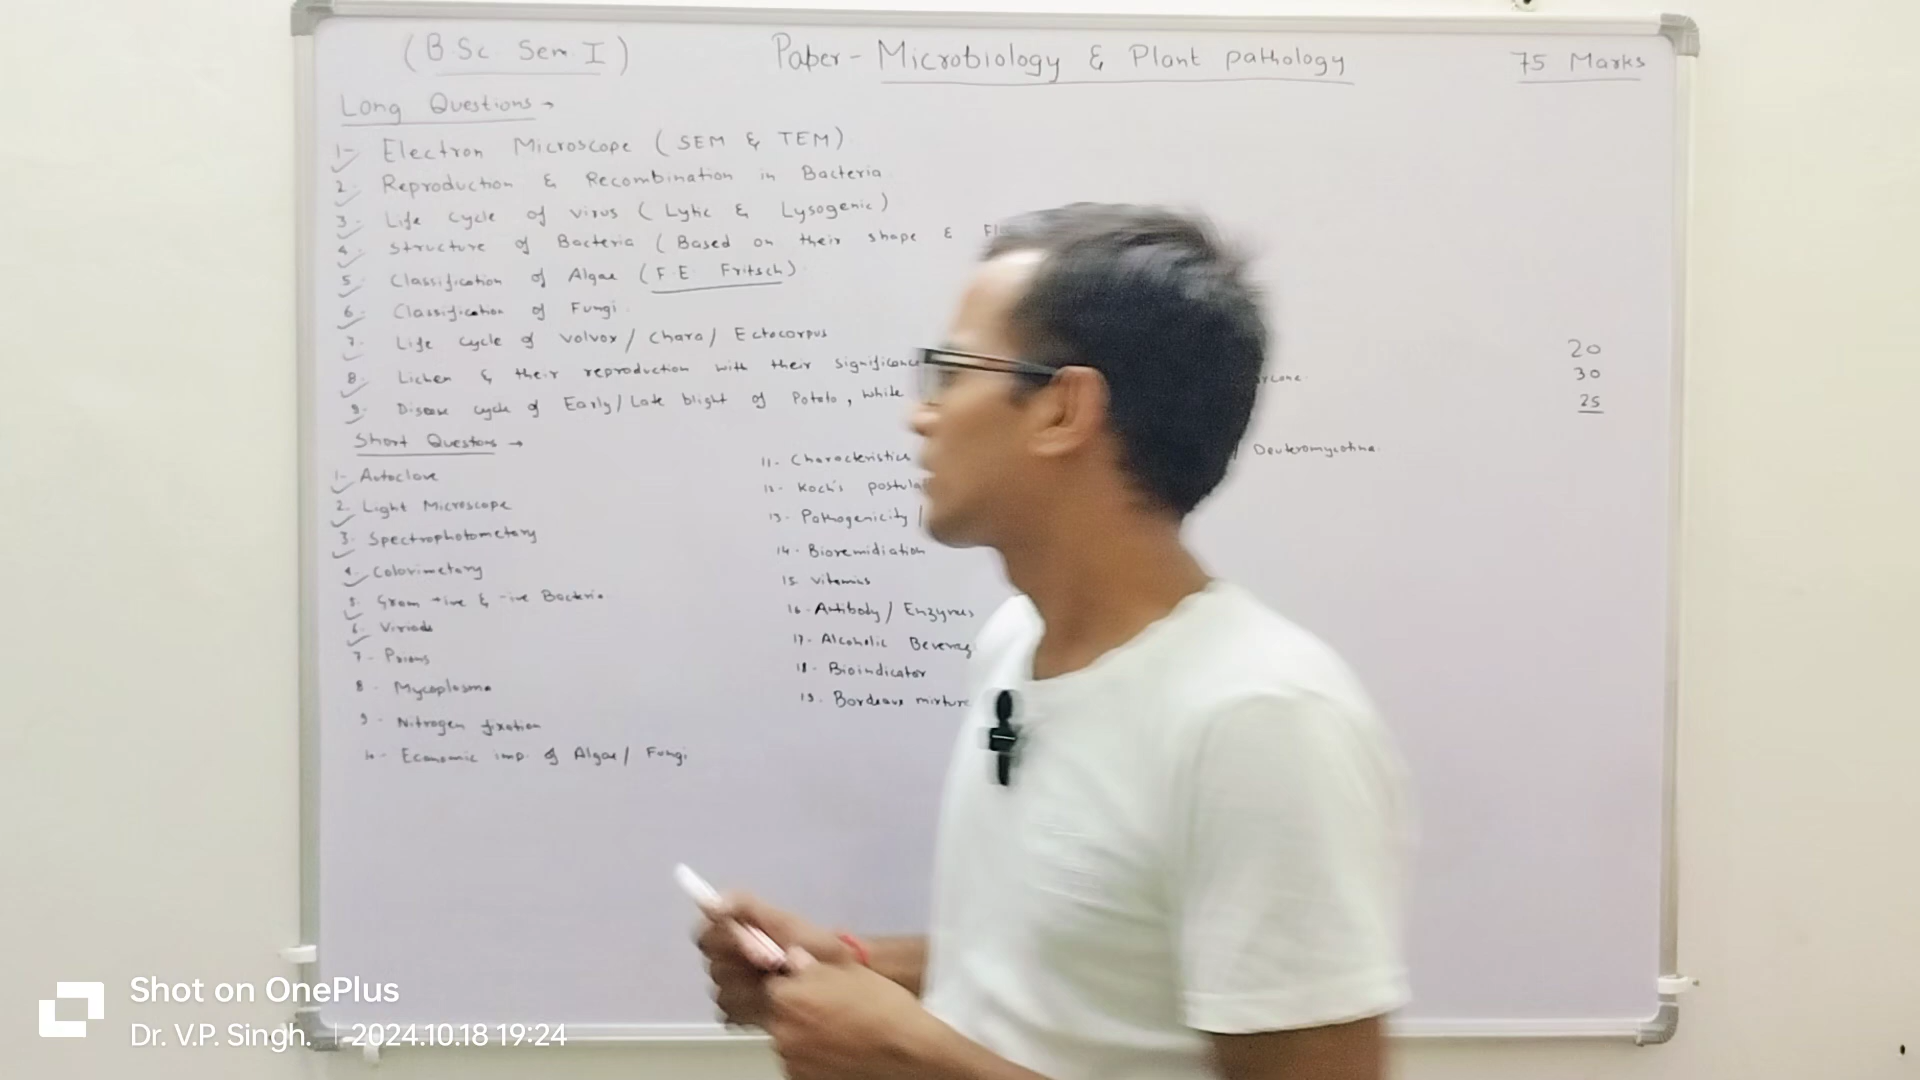 (B.Sc Sem. I) Paper - Microbiology & Plant pathology 75 Marks
Long Questions →
1- Electron Microscope (SEM & TEM)
2. Reproduction & Recombination in Bacteria
3. Life cycle of virus (Lytic & Lysogenic)
4. Structure of Bacteria (Based on their shape &
5. Classification of Algae (F.E. Fritsch)
6. Classification of Fungi
7. Life cycle of Volvox / Chara / Ectocarpus
20
8. Lichen & their reproduction with their significance
30
9. Disease cycle of Early/Late blight of Potato, while
25
Short Questons →
1- Autoclave
2. Light Microscope
3. Spectrophotometery
4. Colorimetery
5. Gram +ive & -ive Bacteria
6. Viriods
7- Prions
8- Mycoplasma
9- Nitrogen fixation
10- Economic imp. of Algae / Fungi
11. Characteristics / Deuteromycotina.
12. Koch's
13- Pathogenicity /
14- Bioremidiation
15. Vitamins
16. Antibody / Enzymes
17- Alcoholic
18- Bioindicator
19. Bordeaux mixture
Shot on OnePlus
Dr. V.P. Singh. | 2024.10.18 19:24